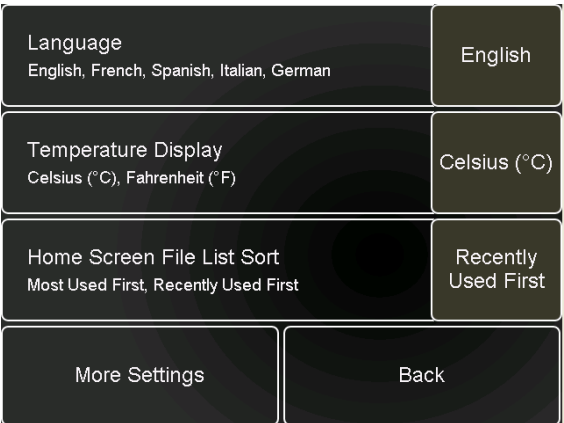 Language
English, French, Spanish, Italian, German
English
Temperature Display
Celsius (°C), Fahrenheit (°F)
Celsius (°C)
Home Screen File List Sort
Most Used First, Recently Used First
Recently
Used First
More Settings
Back